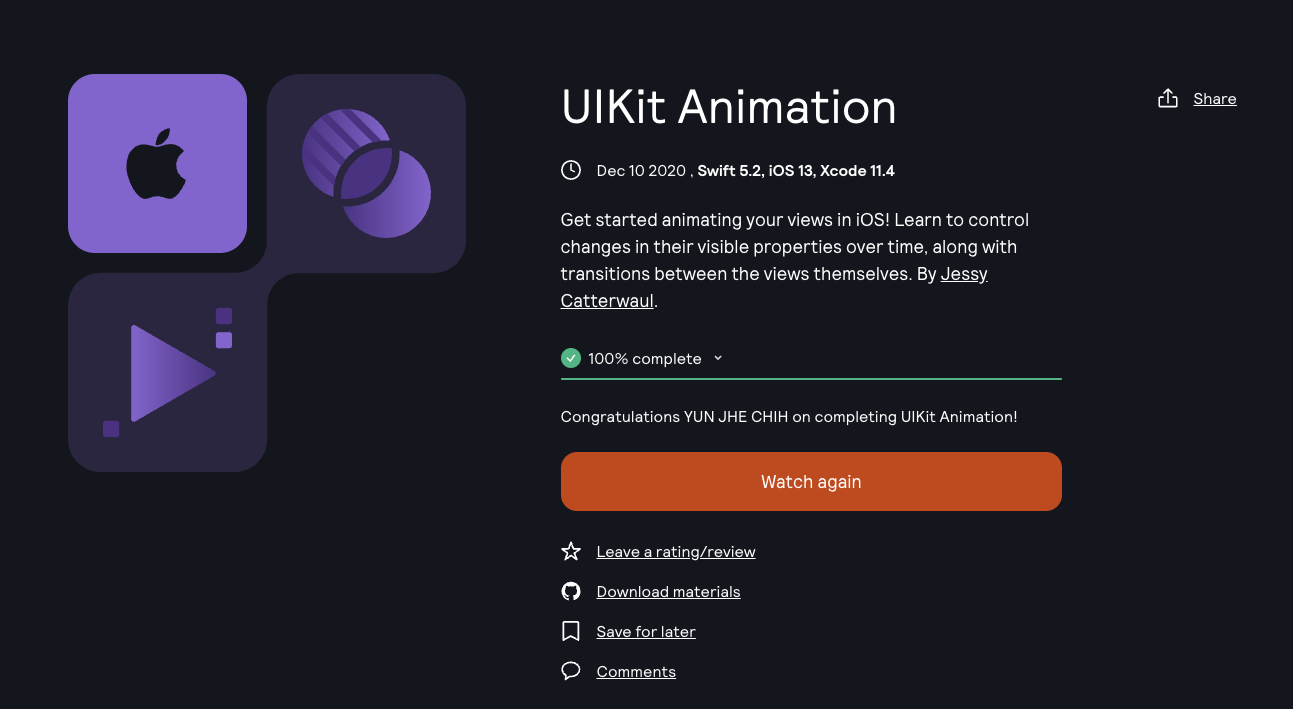 UIKit Animation
Share
Dec 10 2020 , Swift 5.2, iOS 13, Xcode 11.4
Get started animating your views in iOS! Learn to control
changes in their visible properties over time, along with
transitions between the views themselves. By Jessy
Catterwaul.
100% complete
Congratulations YUN JHE CHIH on completing UIKit Animation!
Watch again
Leave a rating/review
Download materials
Save for later
Comments